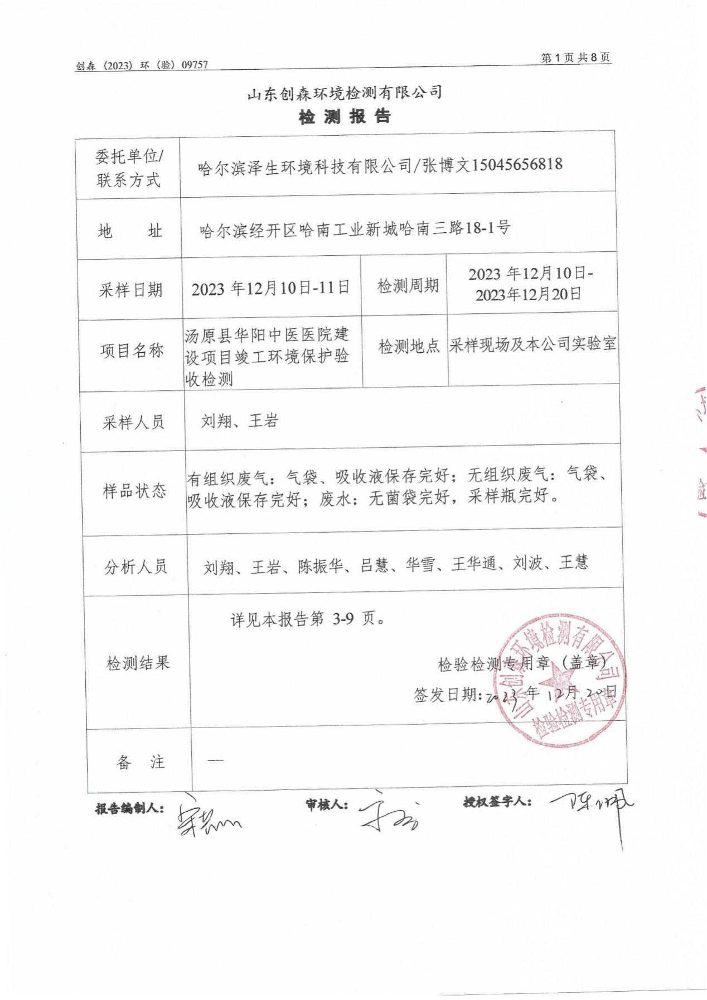 创森（2023）环（验）09757
第 1 页 共 8 页
山东创森环境检测有限公司
检 测 报 告
委托单位/
联系方式
哈尔滨泽生环境科技有限公司/张博文15045656818
地 址
哈尔滨经开区哈南工业新城哈南三路18-1号
采样日期
2023 年12月10日-11日
检测周期
2023 年12月10日-
2023年12月20日
项目名称
汤原县华阳中医医院建
设项目竣工环境保护验
收检测
检测地点
采样现场及本公司实验室
采样人员
刘翔、王岩
样品状态
有组织废气：气袋、吸收液保存完好；无组织废气：气袋、
吸收液保存完好；废水：无菌袋完好，采样瓶完好。
分析人员
刘翔、王岩、陈振华、吕慧、华雪、王华通、刘波、王慧
检测结果
详见本报告第 3-9 页。
检验检测专用章（盖章）
签发日期:2023年12月20日
山东创森环境检测有限公司
检验检测专用章
备 注
—
报告编制人：
审核人：
授权签字人：